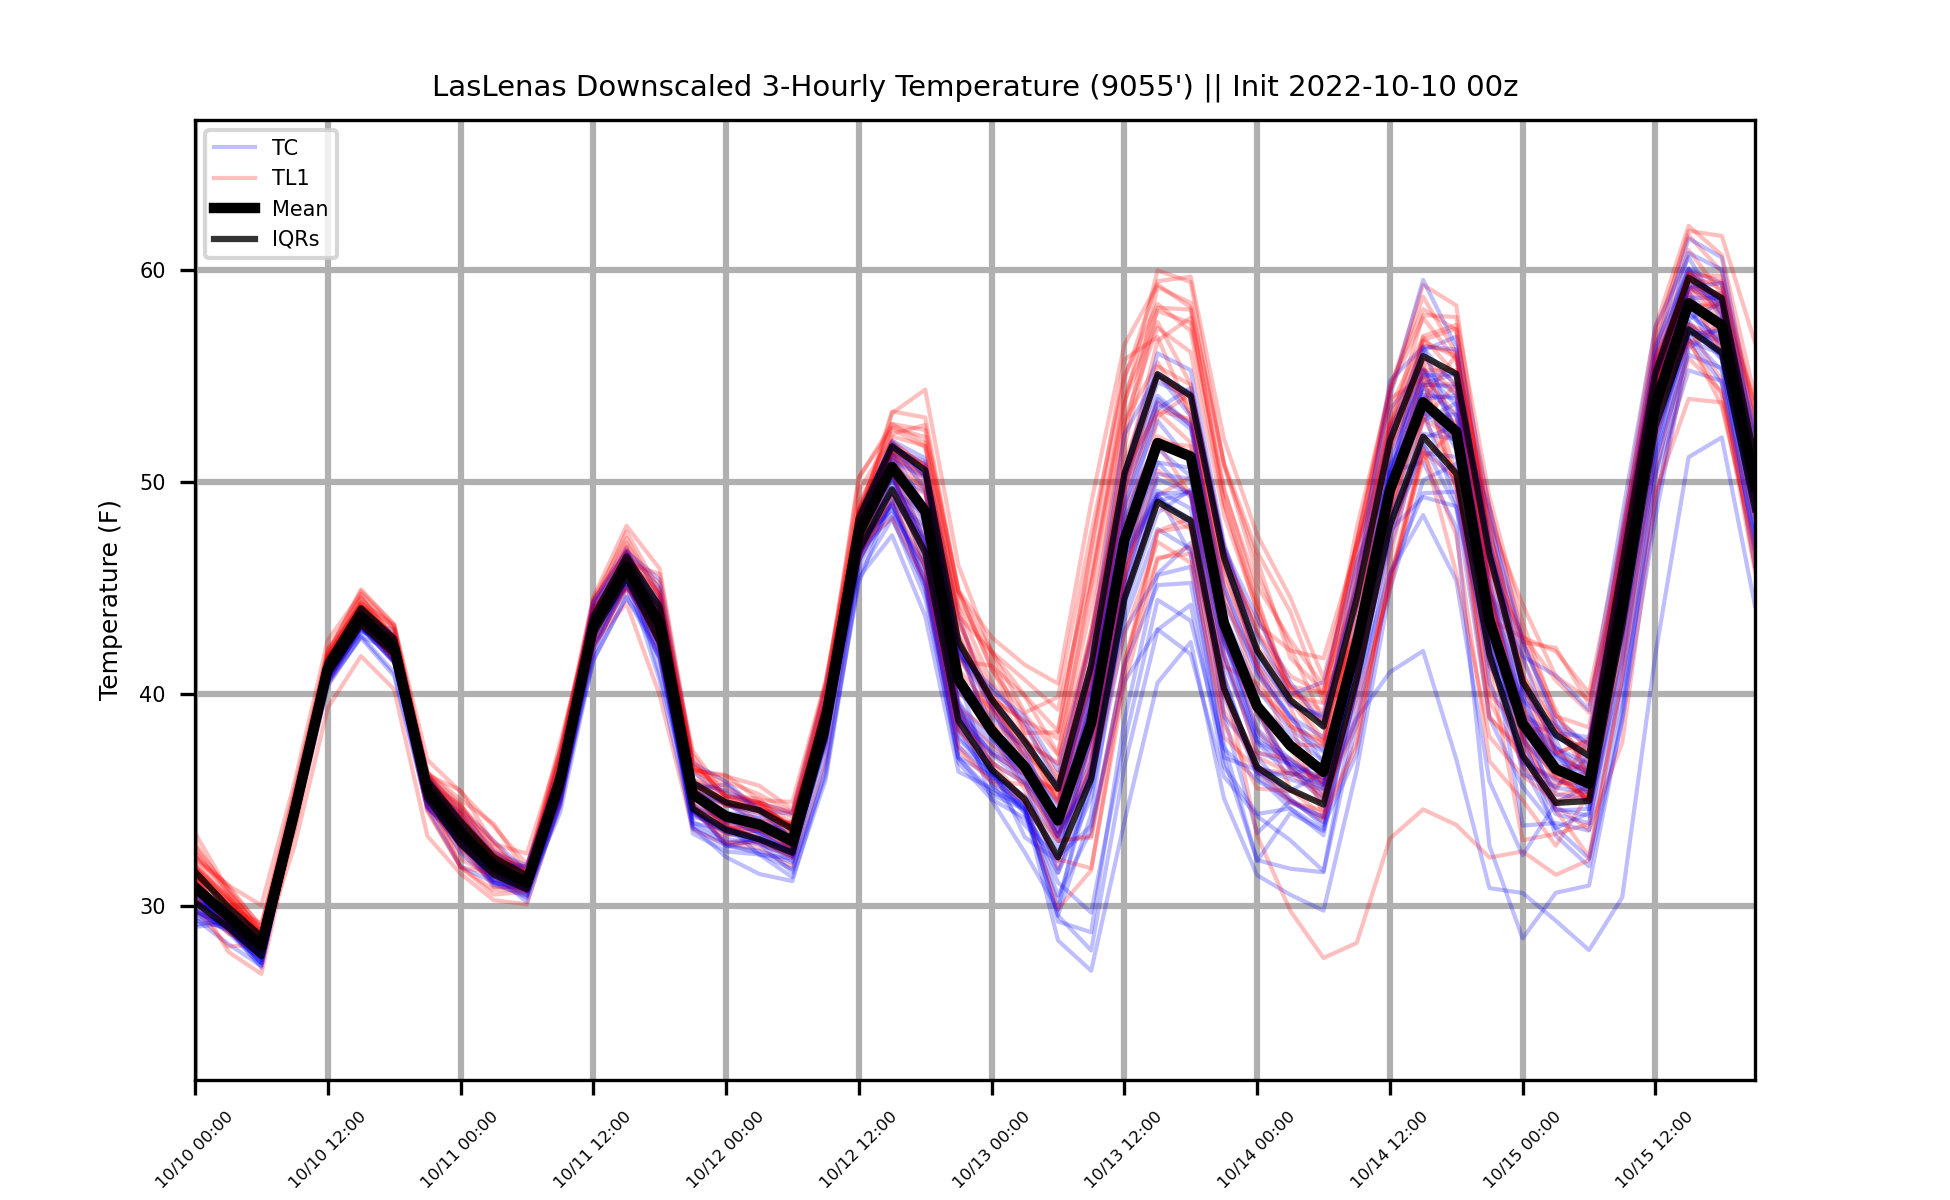 LasLenas Downscaled 3-Hourly Temperature (9055') || Init 2022-10-10 00z
TC
TL1
Mean
IQRs
Temperature (F)
60
50
40
30
10/10 00:00
10/10 12:00
10/11 00:00
10/11 12:00
10/12 00:00
10/12 12:00
10/13 00:00
10/13 12:00
10/14 00:00
10/14 12:00
10/15 00:00
10/15 12:00